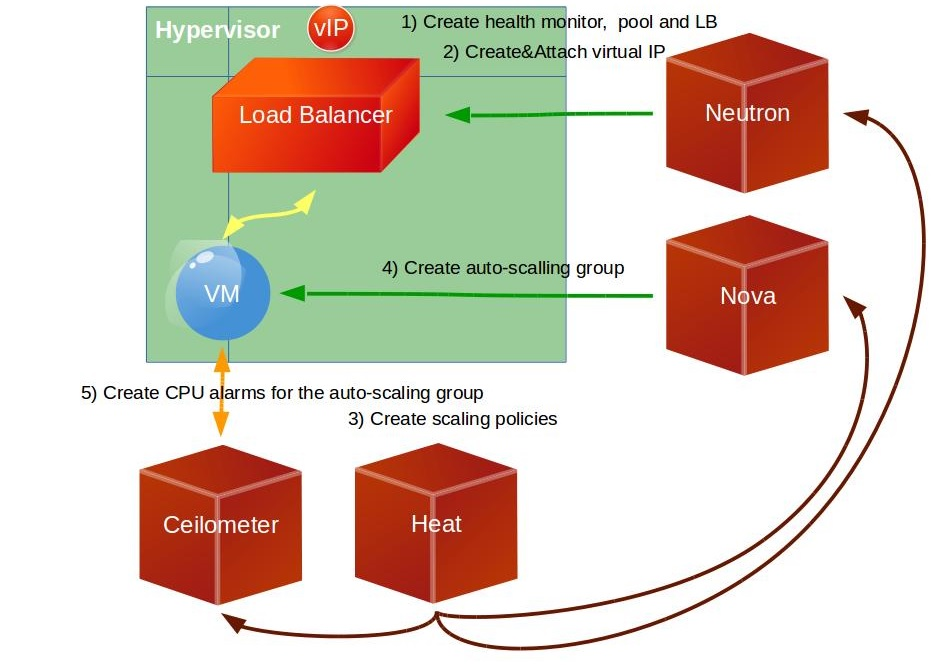 Hypervisor
vIP
1) Create health monitor, pool and LB
2) Create&Attach virtual IP
Load Balancer
Neutron
4) Create auto-scalling group
VM
Nova
5) Create CPU alarms for the auto-scaling group
3) Create scaling policies
Ceilometer
Heat